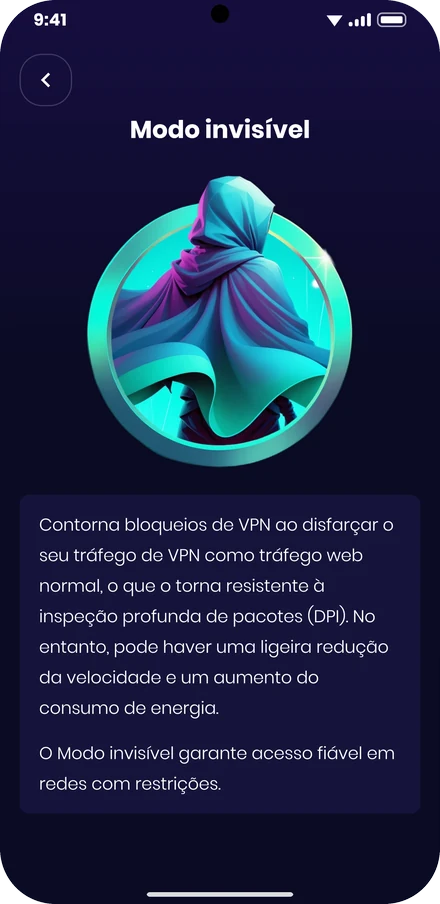 9:41
Modo invisível
Contorna bloqueios de VPN ao disfarçar o
seu tráfego de VPN como tráfego web
normal, o que o torna resistente à
inspeção profunda de pacotes (DPI). No
entanto, pode haver uma ligeira redução
da velocidade e um aumento do
consumo de energia.
O Modo invisível garante acesso fiável em
redes com restrições.